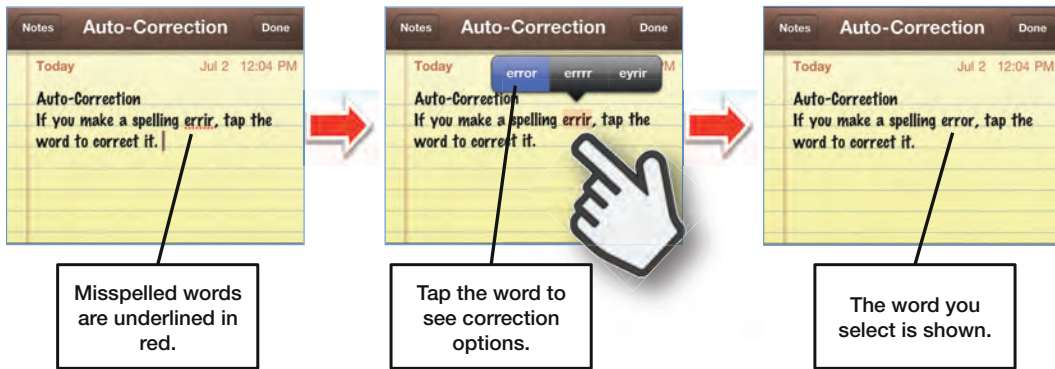 Notes Auto-Correction Done
Today Jul 2 12:04 PM
Auto-Correction
If you make a spelling errir, tap the
word to correct it.
Misspelled words
are underlined in
red.
Notes Auto-Correction Done
Today M
error errrr eyrir
Auto-Correction
If you make a spelling errir, tap the
word to correct it.
Tap the word to
see correction
options.
Notes Auto-Correction Done
Today Jul 2 12:04 PM
Auto-Correction
If you make a spelling error, tap the
word to correct it.
The word you
select is shown.